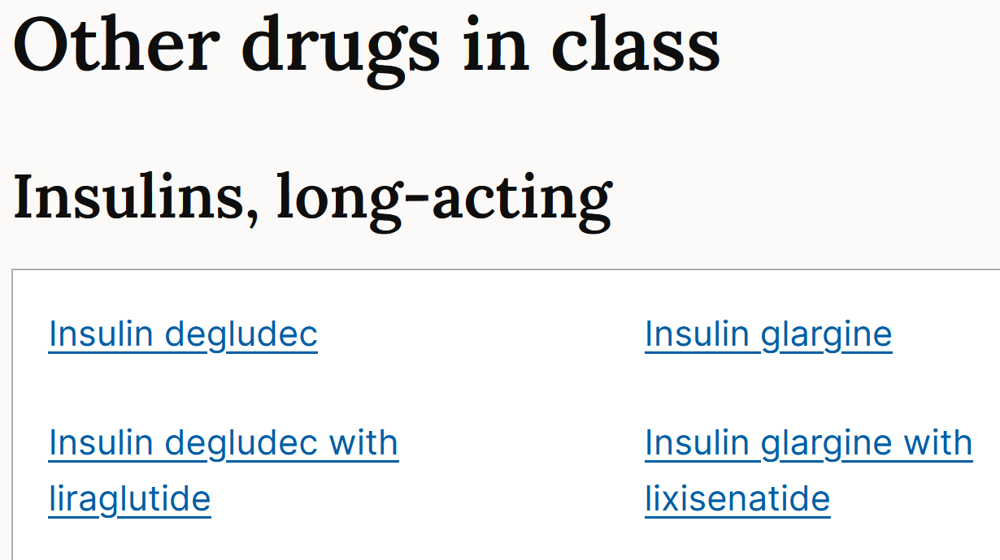 Other drugs in class
Insulins, long-acting
Insulin degludec
Insulin glargine
Insulin degludec with
liraglutide
Insulin glargine with
lixisenatide